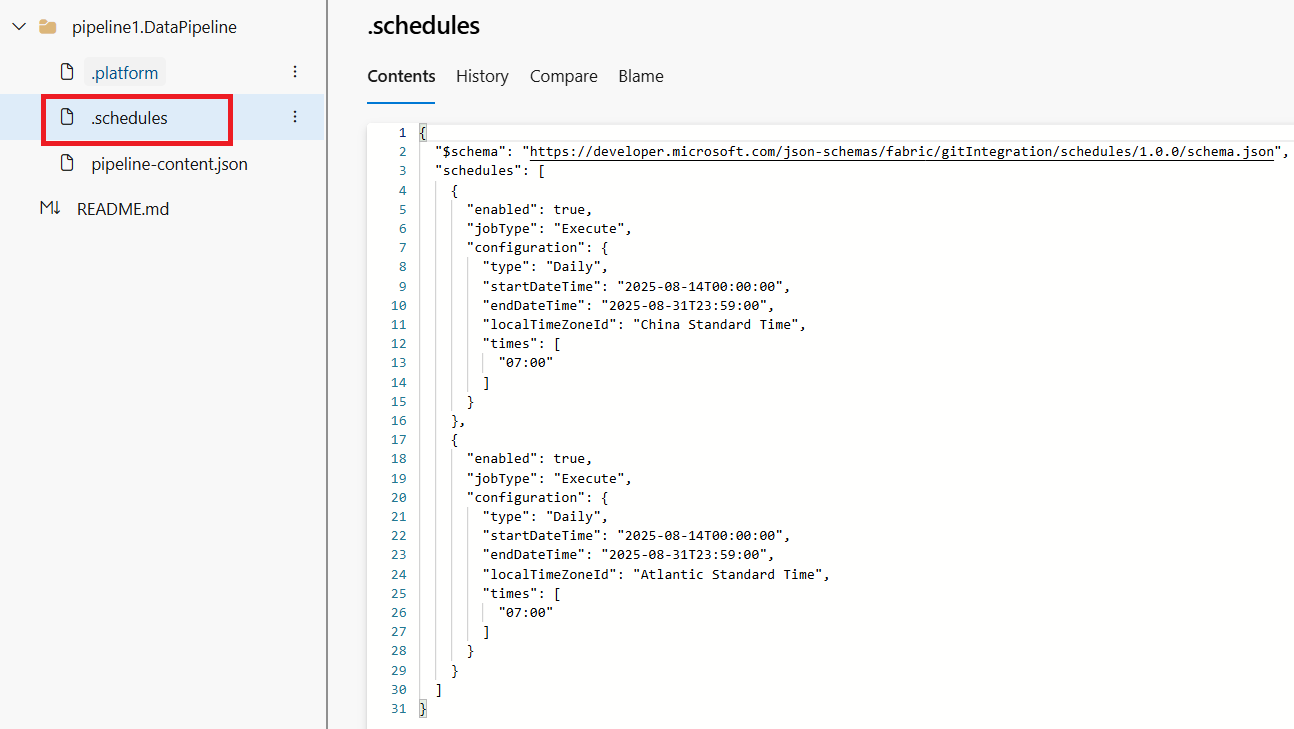 pipeline1.DataPipeline
.platform
.schedules
pipeline-content.json
README.md
.schedules
Contents History Compare Blame
1 {
2 "$schema": "https://developer.microsoft.com/json-schemas/fabric/gitIntegration/schedules/1.0.0/schema.json",
3 "schedules": [
4 {
5 "enabled": true,
6 "jobType": "Execute",
7 "configuration": {
8 "type": "Daily",
9 "startDateTime": "2025-08-14T00:00:00",
10 "endDateTime": "2025-08-31T23:59:00",
11 "localTimeZoneId": "China Standard Time",
12 "times": [
13 "07:00"
14 ]
15 }
16 },
17 {
18 "enabled": true,
19 "jobType": "Execute",
20 "configuration": {
21 "type": "Daily",
22 "startDateTime": "2025-08-14T00:00:00",
23 "endDateTime": "2025-08-31T23:59:00",
24 "localTimeZoneId": "Atlantic Standard Time",
25 "times": [
26 "07:00"
27 ]
28 }
29 }
30 ]
31 }